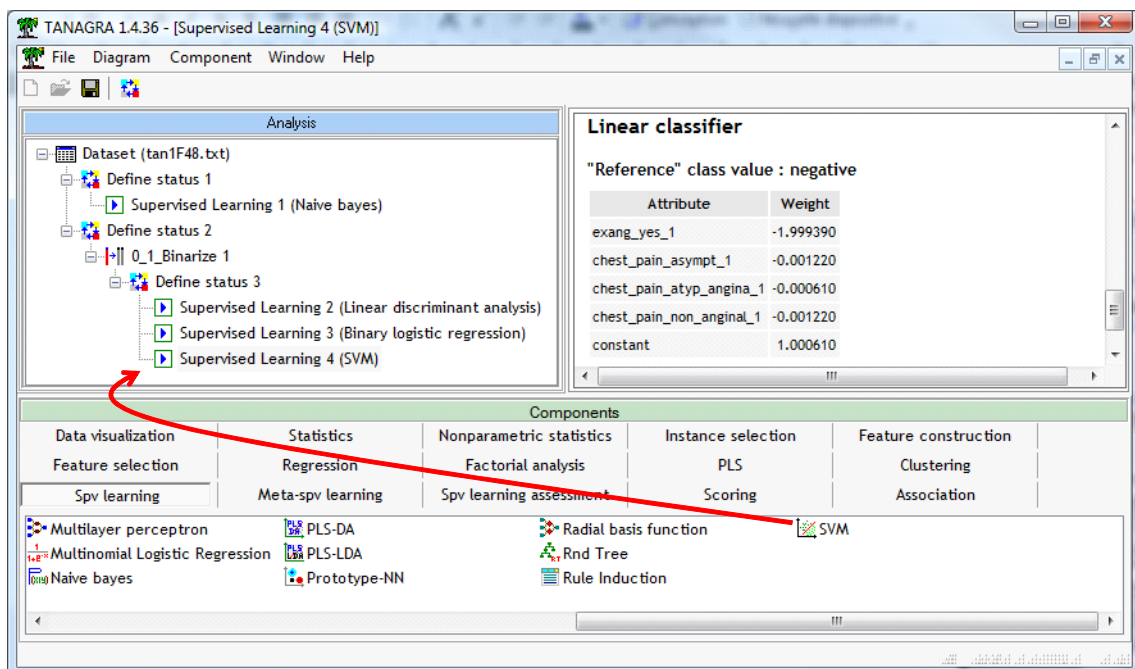 TANAGRA 1.4.36 - [Supervised Learning 4 (SVM)]
File Diagram Component Window Help
Analysis
Dataset (tan1F48.txt)
Define status 1
Supervised Learning 1 (Naive bayes)
Define status 2
0_1_Binarize 1
Define status 3
Supervised Learning 2 (Linear discriminant analysis)
Supervised Learning 3 (Binary logistic regression)
Supervised Learning 4 (SVM)
Linear classifier
"Reference" class value : negative
Attribute Weight
exang_yes_1 -1.999390
chest_pain_asympt_1 -0.001220
chest_pain_atyp_angina_1 -0.000610
chest_pain_non_anginal_1 -0.001220
constant 1.000610
Components
Data visualization Statistics Nonparametric statistics Instance selection Feature construction
Feature selection Regression Factorial analysis PLS Clustering
Spv learning Meta-spv learning Spv learning assessment Scoring Association
Multilayer perceptron PLS-DA Radial basis function SVM
Multinomial Logistic Regression PLS-LDA Rnd Tree
Naive bayes Prototype-NN Rule Induction